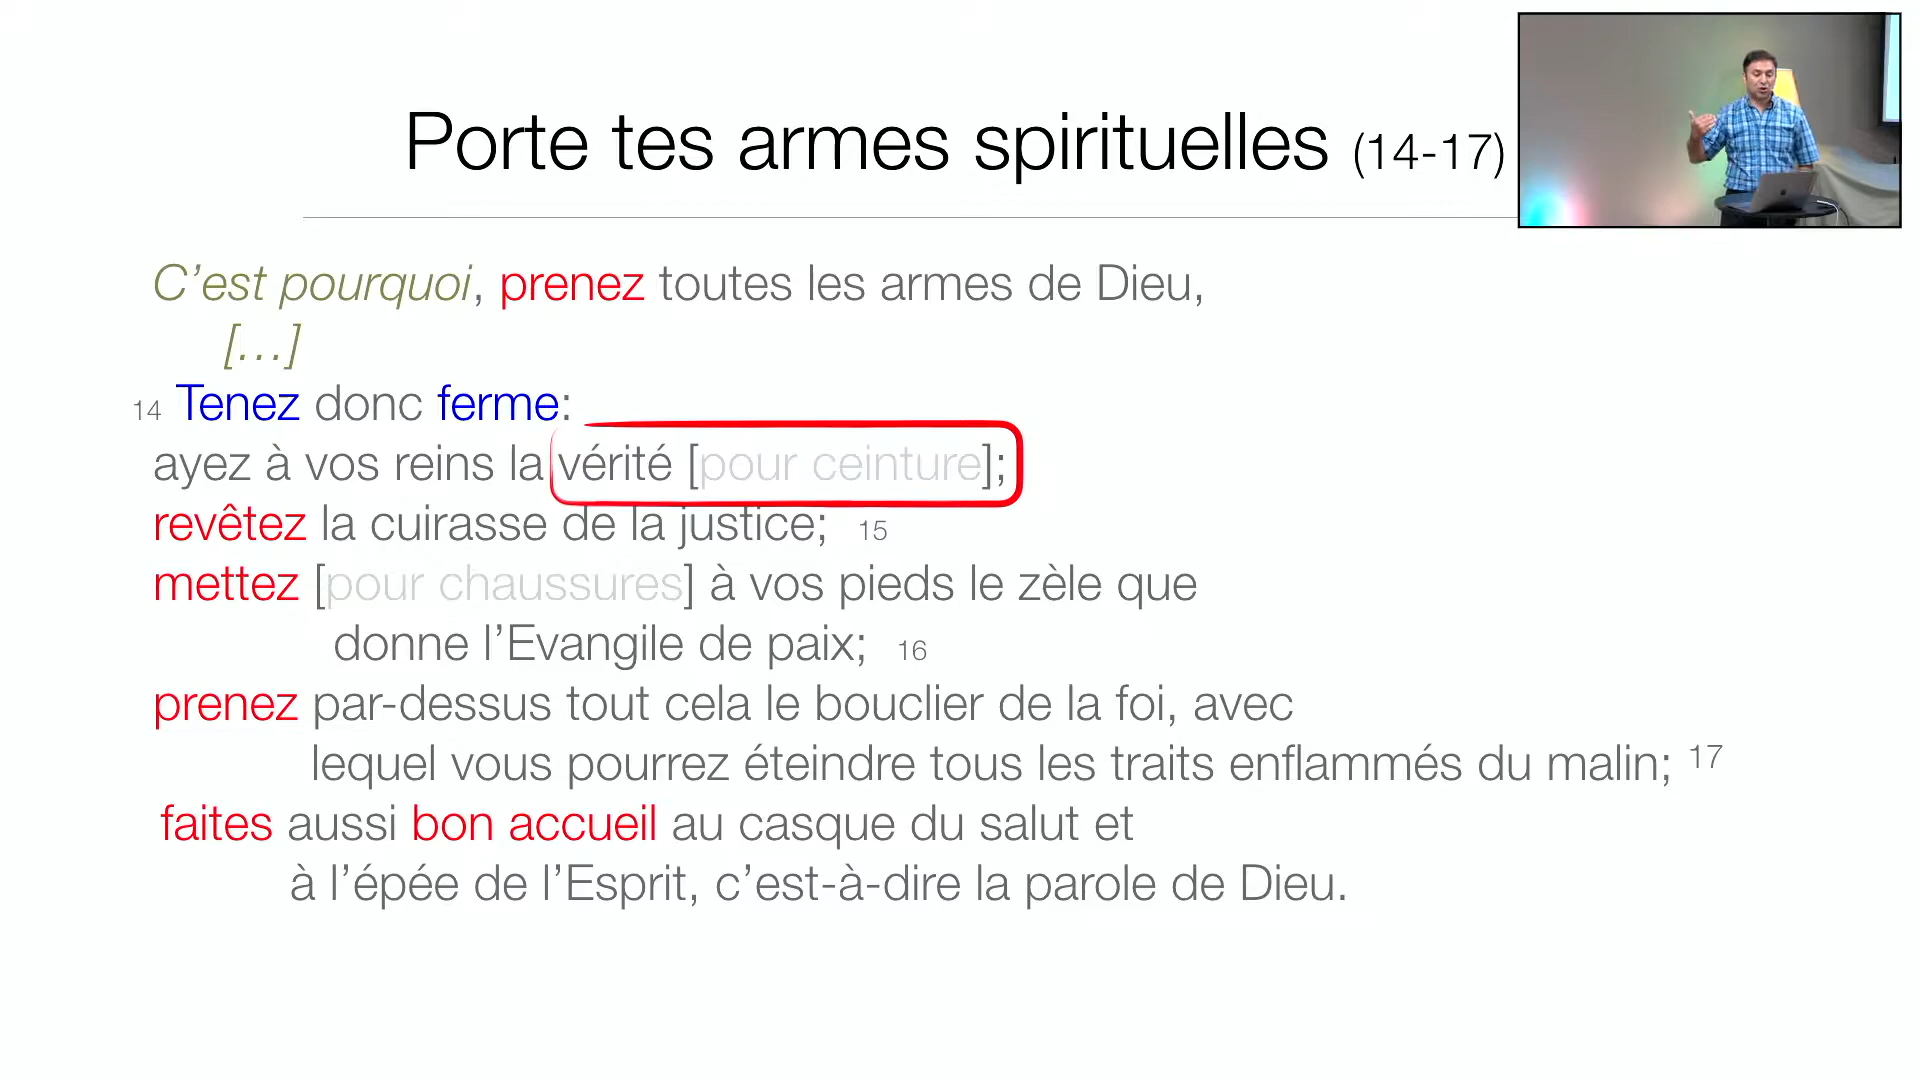 Porte tes armes spirituelles (14-17)
C’est pourquoi, prenez toutes les armes de Dieu,
[…]
14 Tenez donc ferme:
ayez à vos reins la vérité [pour ceinture];
revêtez la cuirasse de la justice; 15
mettez [pour chaussures] à vos pieds le zèle que
donne l’Evangile de paix; 16
prenez par-dessus tout cela le bouclier de la foi, avec
lequel vous pourrez éteindre tous les traits enflammés du malin; 17
faites aussi bon accueil au casque du salut et
à l’épée de l’Esprit, c’est-à-dire la parole de Dieu.